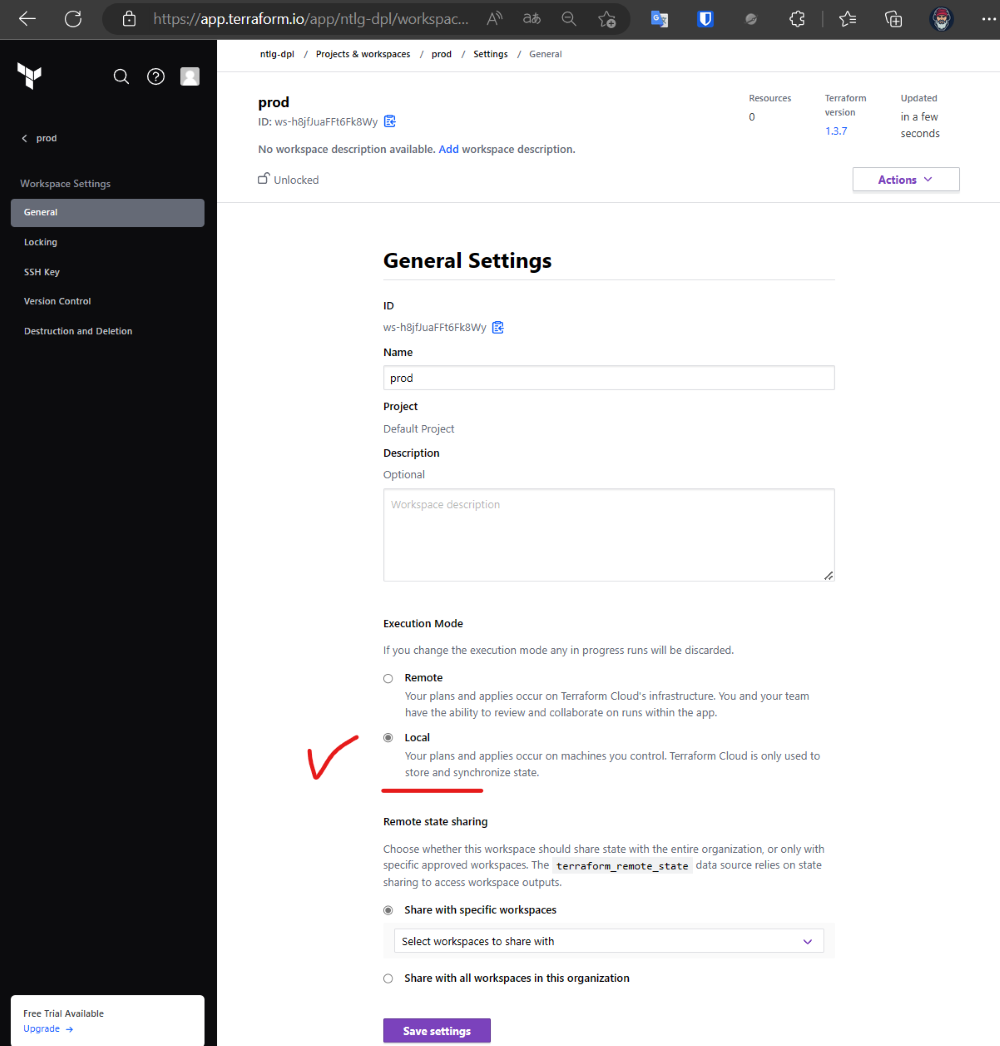 https://app.terraform.io/app/ntlg-dpl/workspac...
ntlg-dpl / Projects & workspaces / prod / Settings / General
prod
ID: ws-h8jfJuaFFt6Fk8Wy
No workspace description available. Add workspace description.
Unlocked
Resources
0
Terraform
version
1.3.7
Updated
in a few
seconds
Actions
prod
Workspace Settings
General
Locking
SSH Key
Version Control
Destruction and Deletion
General Settings
ID
ws-h8jfJuaFFt6Fk8Wy
Name
prod
Project
Default Project
Description
Optional
Workspace description
Execution Mode
If you change the execution mode any in progress runs will be discarded.
Remote
Your plans and applies occur on Terraform Cloud's infrastructure. You and your team
have the ability to review and collaborate on runs within the app.
Local
Your plans and applies occur on machines you control. Terraform Cloud is only used to
store and synchronize state.
Remote state sharing
Choose whether this workspace should share state with the entire organization, or only with
specific approved workspaces. The terraform_remote_state data source relies on state
sharing to access workspace outputs.
Share with specific workspaces
Select workspaces to share with
Share with all workspaces in this organization
Save settings
Free Trial Available
Upgrade →